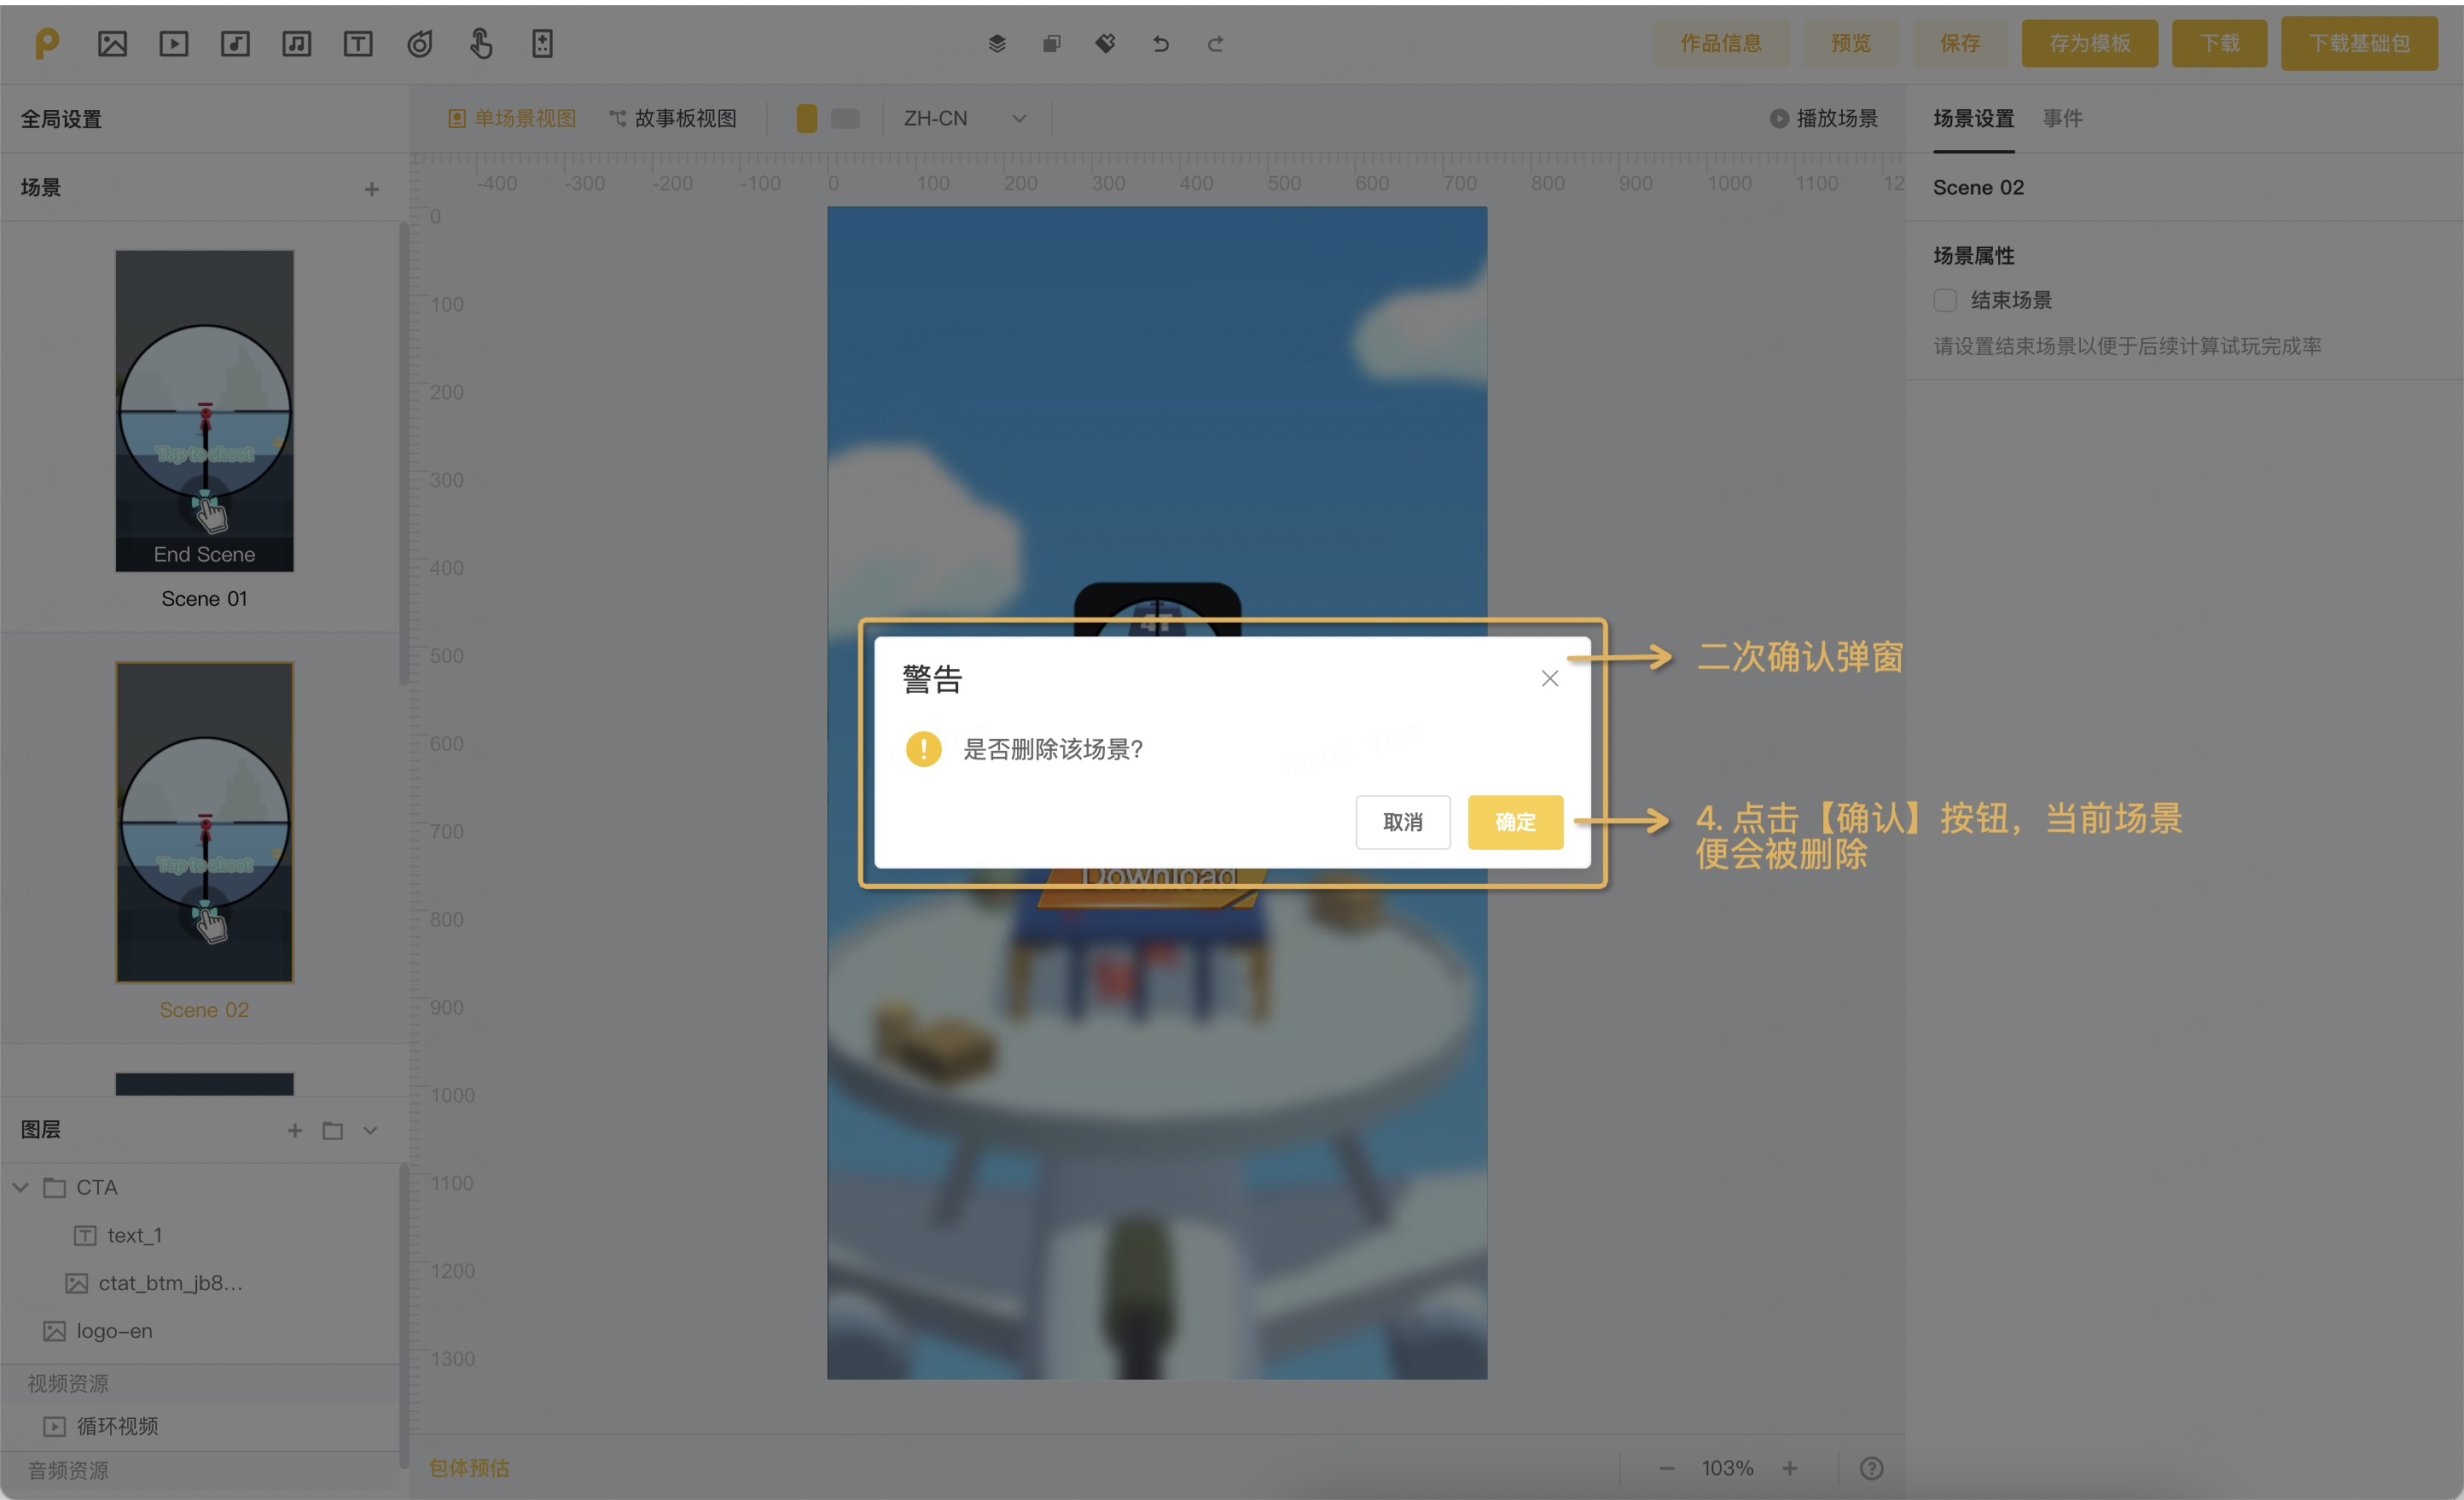 作品信息
预览
保存
存为模板
下载
下载基础包
全局设置
单场景视图
故事板视图
ZH-CN
播放场景
场景设置
事件
场景
-400 -300 -200 -100 0 100 200 300 400 500 600 700 800 900 1000 1100 12
Scene 02
场景属性
结束场景
请设置结束场景以便于后续计算试玩完成率
0
100
200
300
400
500
600
700
800
900
1000
1100
1200
1300
Tap to shoot
End Scene
Scene 01
Tap to shoot
Scene 02
警告
是否删除该场景?
取消
确定
Download
二次确认弹窗
4. 点击【确认】按钮，当前场景
便会被删除
图层
CTA
text_1
ctat_btm_jb8...
logo-en
视频资源
循环视频
音频资源
包体预估
103%